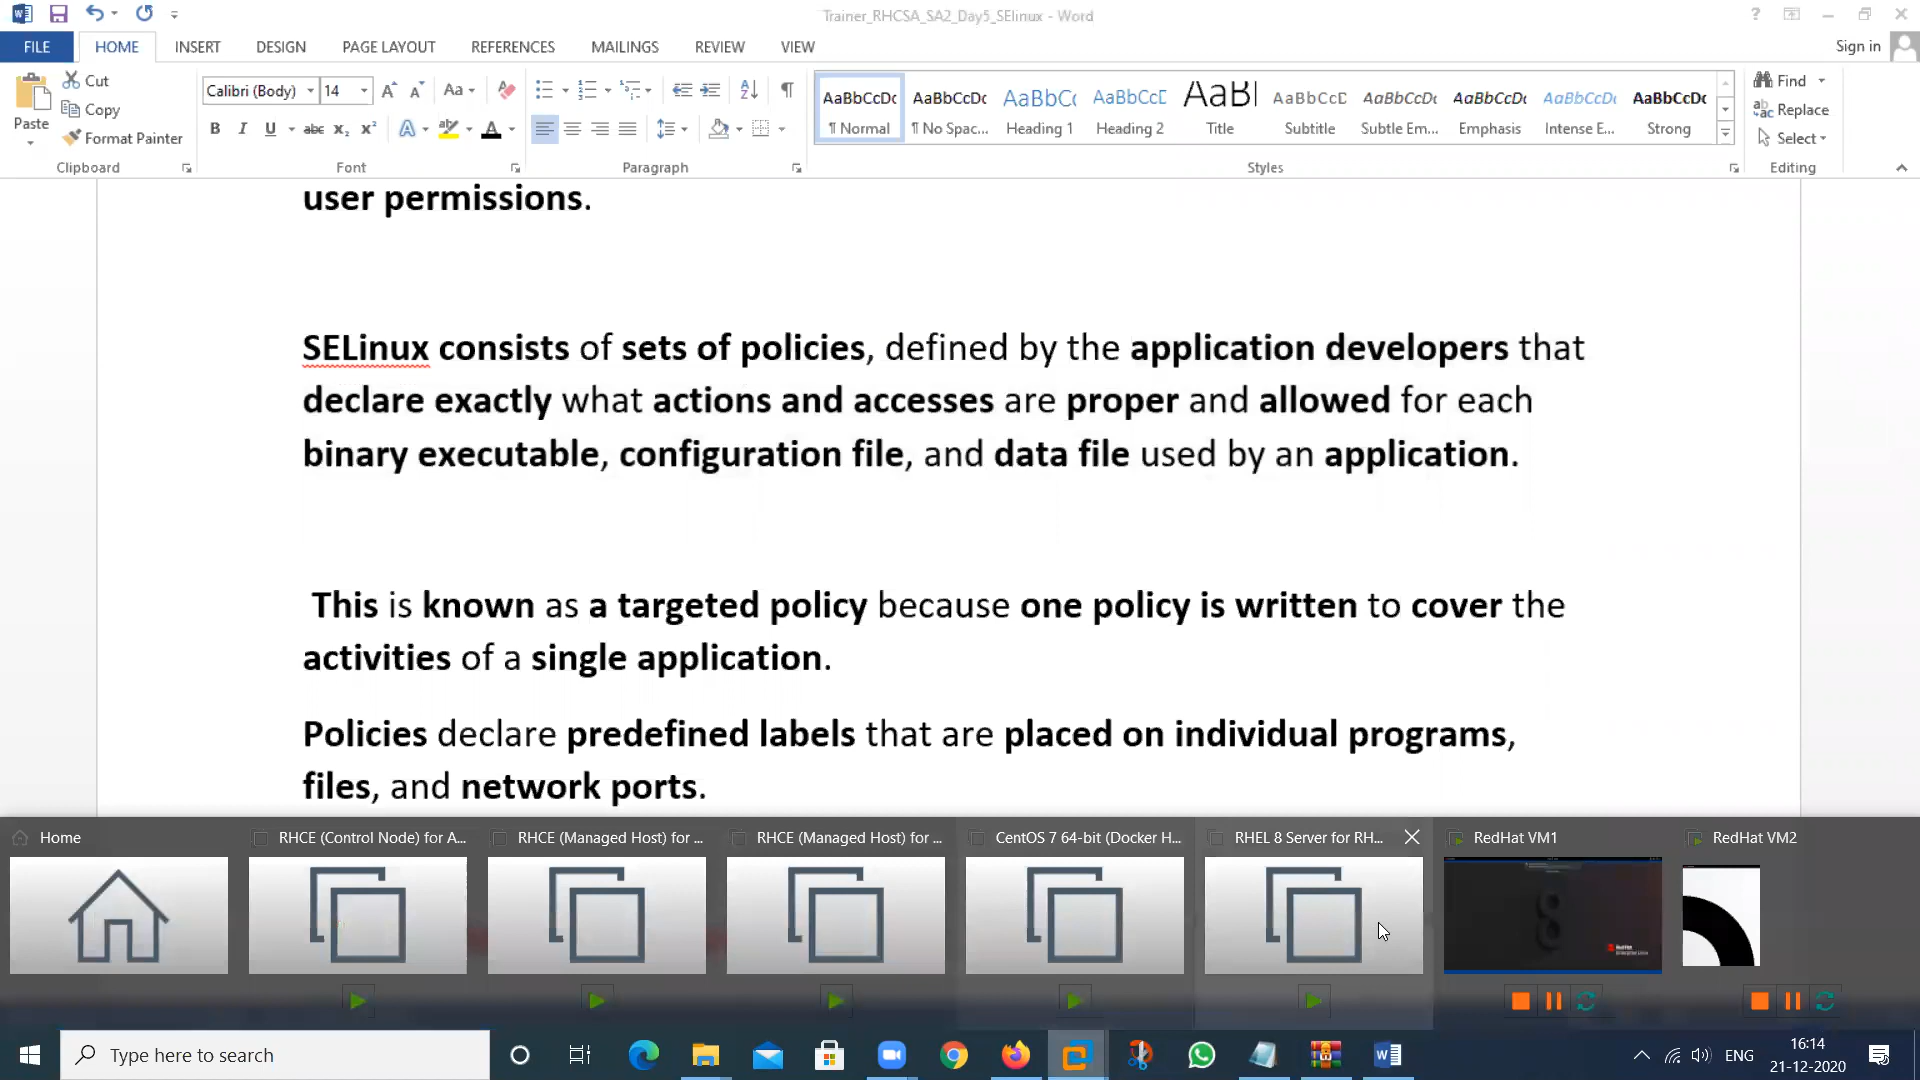 Trainer_RHCSA_SA2_Day5_SElinux - Word
FILE HOME INSERT DESIGN PAGE LAYOUT REFERENCES MAILINGS REVIEW VIEW Sign in
Paste Cut Copy Format Painter Clipboard
Calibri (Body) 14 Aa B I U abc X₂ X² A A Font
Paragraph
AaBbCcDc AaBbCcDc AaBbC( AaBbCcE AaB AaBbCcD AaBbCcDc AaBbCcDc AaBbCcDc AaBbCcDc
¶ Normal ¶ No Spac... Heading 1 Heading 2 Title Subtitle Subtle Em... Emphasis Intense E... Strong
Styles
Find Replace Select Editing
user permissions.
SELinux consists of sets of policies, defined by the application developers that
declare exactly what actions and accesses are proper and allowed for each
binary executable, configuration file, and data file used by an application.
This is known as a targeted policy because one policy is written to cover the
activities of a single application.
Policies declare predefined labels that are placed on individual programs,
files, and network ports.
Home RHCE (Control Node) for A... RHCE (Managed Host) for ... RHCE (Managed Host) for ... CentOS 7 64-bit (Docker H... RHEL 8 Server for RH... RedHat VM1 RedHat VM2
Type here to search
ENG
16:14
21-12-2020